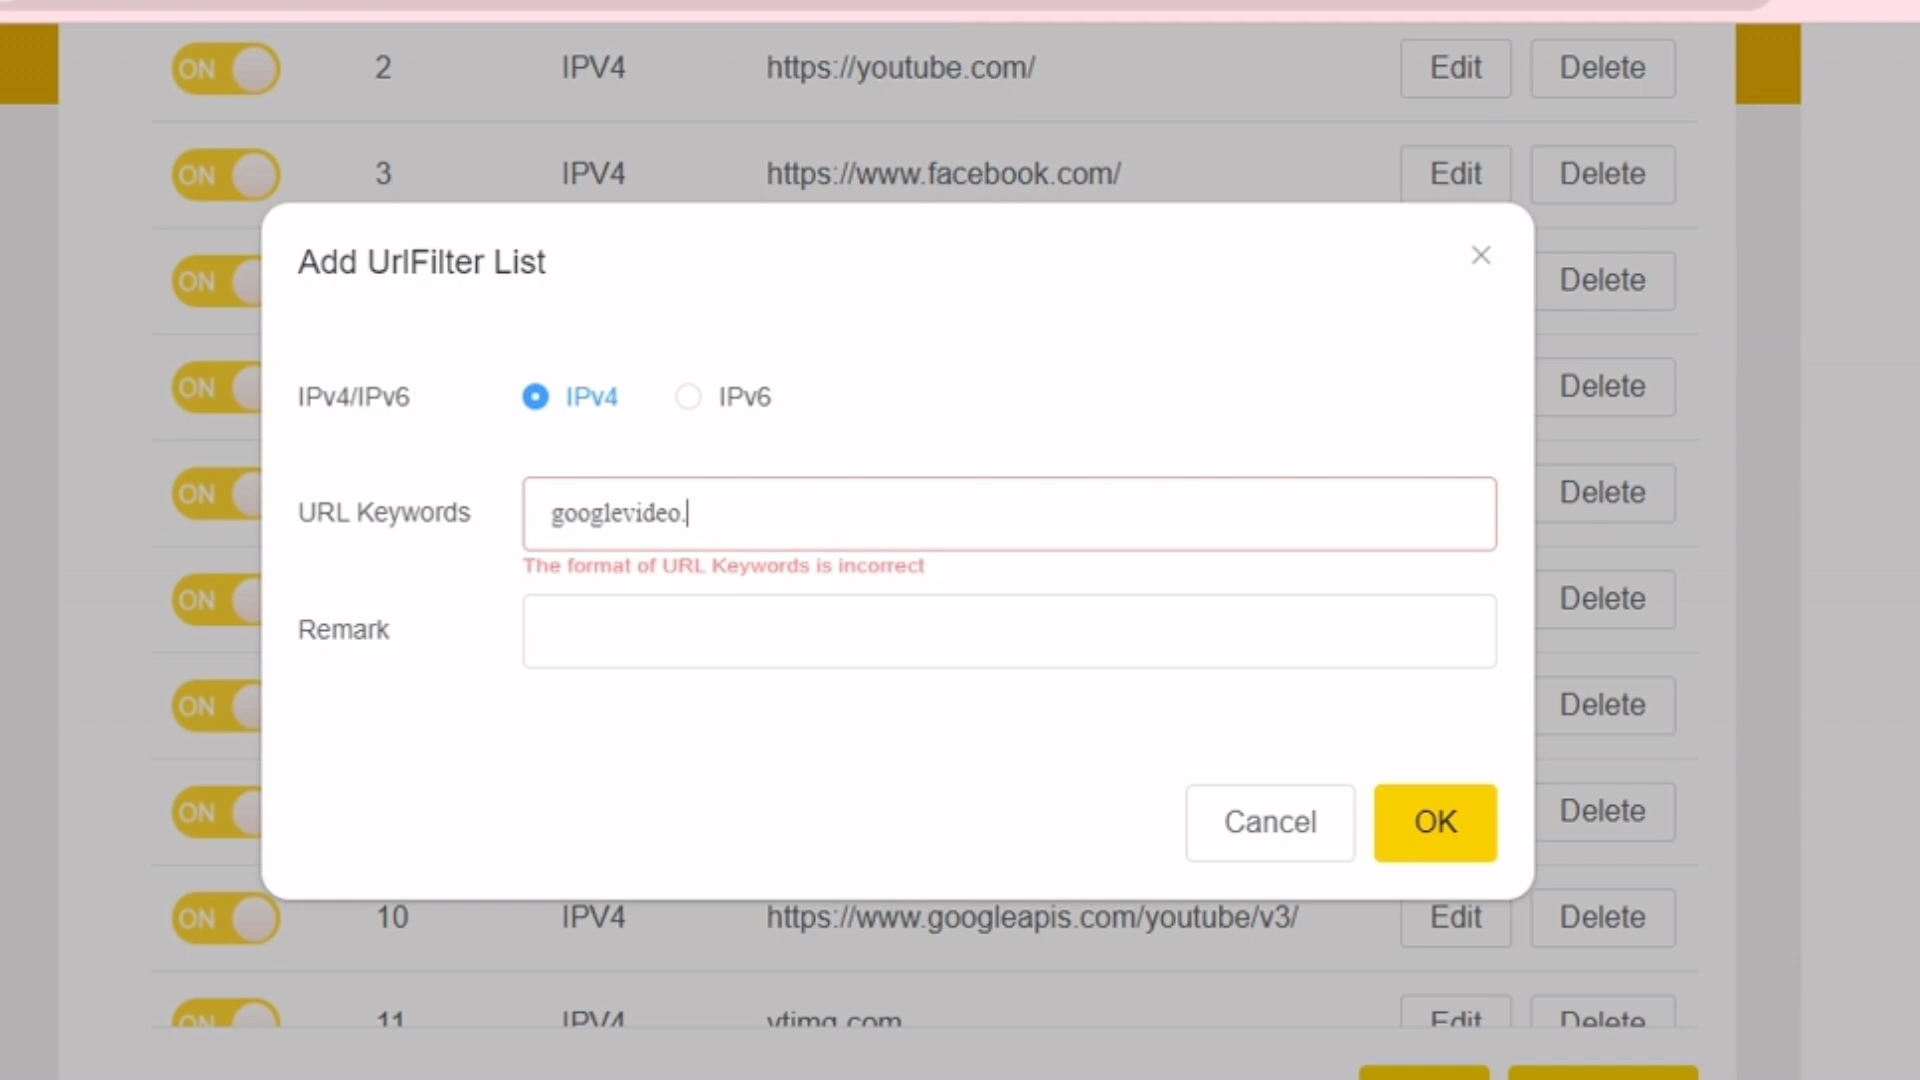 ON 2 IPV4 https://youtube.com/ Edit Delete
ON 3 IPV4 https://www.facebook.com/ Edit Delete
Add UrlFilter List
ON Delete
IPv4/IPv6 IPv4 IPv6
ON Delete
URL Keywords googlevideo.
ON Delete
The format of URL Keywords is incorrect
ON Delete
Remark
ON Delete
Cancel OK
ON Delete
ON 10 IPV4 https://www.googleapis.com/youtube/v3/ Edit Delete
ON 11 IPV4 ytimg.com Edit Delete